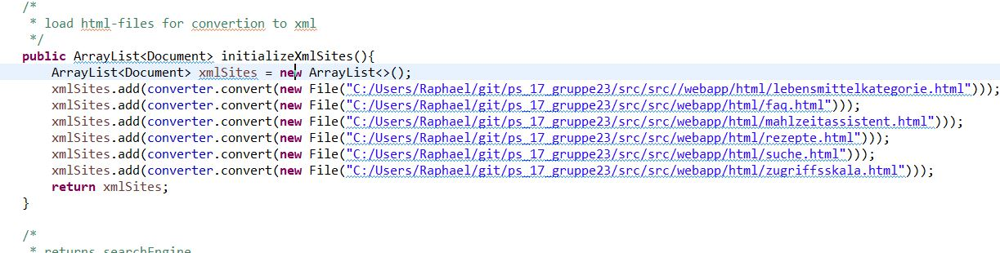 /*
 * load html-files for convertion to xml
 */
public ArrayList<Document> initializeXmlSites(){
    ArrayList<Document> xmlSites = new ArrayList<>();
    xmlSites.add(converter.convert(new File("C:/Users/Raphael/git/ps_17_gruppe23/src/src//webapp/html/lebensmittelkategorie.html")));
    xmlSites.add(converter.convert(new File("C:/Users/Raphael/git/ps_17_gruppe23/src/src/webapp/html/faq.html")));
    xmlSites.add(converter.convert(new File("C:/Users/Raphael/git/ps_17_gruppe23/src/src/webapp/html/mahlzeitassistent.html")));
    xmlSites.add(converter.convert(new File("C:/Users/Raphael/git/ps_17_gruppe23/src/src/webapp/html/rezepte.html")));
    xmlSites.add(converter.convert(new File("C:/Users/Raphael/git/ps_17_gruppe23/src/src/webapp/html/suche.html")));
    xmlSites.add(converter.convert(new File("C:/Users/Raphael/git/ps_17_gruppe23/src/src/webapp/html/zugriffsskala.html")));
    return xmlSites;
}
/*
 * returns searchEngine